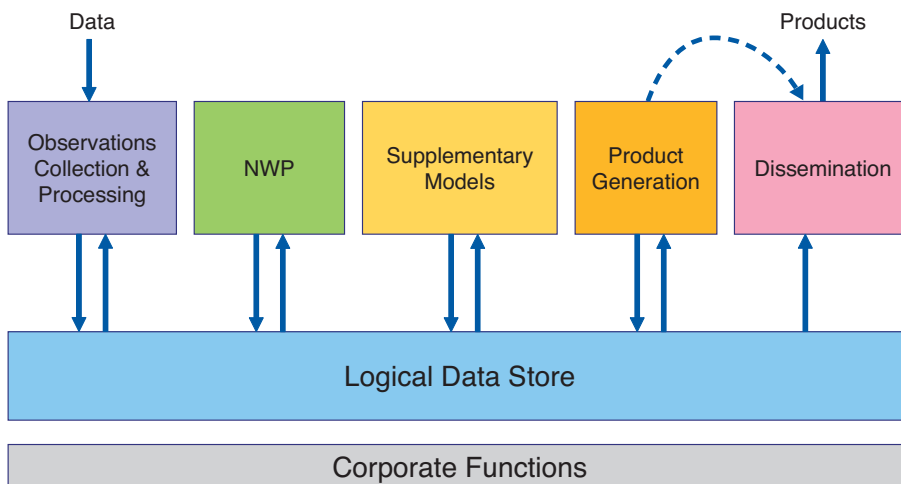 Data
Products
Observations
Collection &
Processing
NWP
Supplementary
Models
Product
Generation
Dissemination
Logical Data Store
Corporate Functions